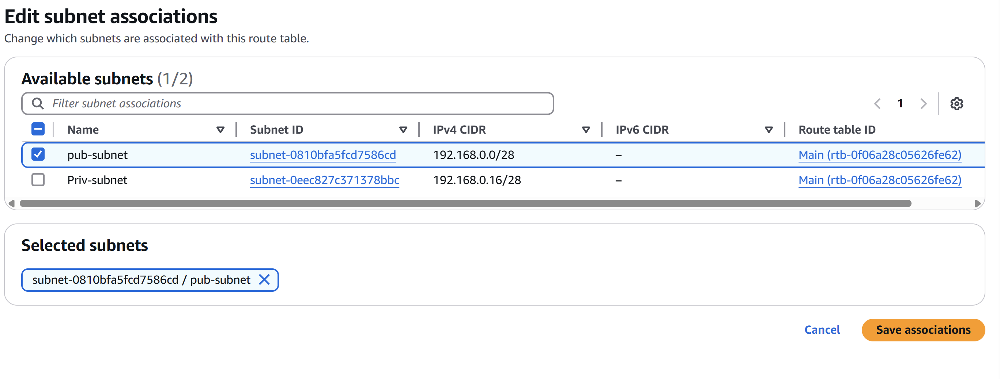 Edit subnet associations
Change which subnets are associated with this route table.
Available subnets (1/2)
Filter subnet associations
1
Name Subnet ID IPv4 CIDR IPv6 CIDR Route table ID
pub-subnet subnet-0810bfa5fcd7586cd 192.168.0.0/28 – Main (rtb-0f06a28c05626fe62)
Priv-subnet subnet-0eec827c371378bbc 192.168.0.16/28 – Main (rtb-0f06a28c05626fe62)
Selected subnets
subnet-0810bfa5fcd7586cd / pub-subnet
Cancel Save associations